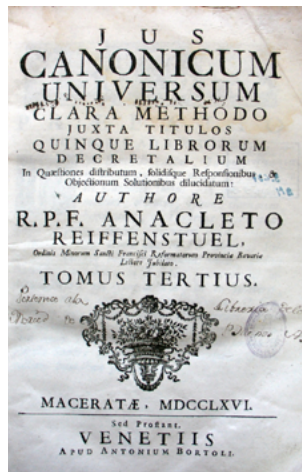 JUS
CANONICUM
UNIVERSUM
CLARA METHODO
JUXTA TITULOS
QUINQUE LIBRORUM
DECRETALIUM
In Quæstiones distributum, solidisque Responsionibus, &
Objectionum Solutionibus dilucidatum:
AUTHORE
R.P.F. ANACLETO
REIFFENSTUEL,
Ordinis Minorum Sancti Francisci Reformatorum Provinciæ Bavariæ
Lectore Jubilato.
TOMUS TERTIUS.
MACERATÆ, MDCCLXVI.
Sed Prostant.
VENETIIS
APUD ANTONIUM BORTOLI.